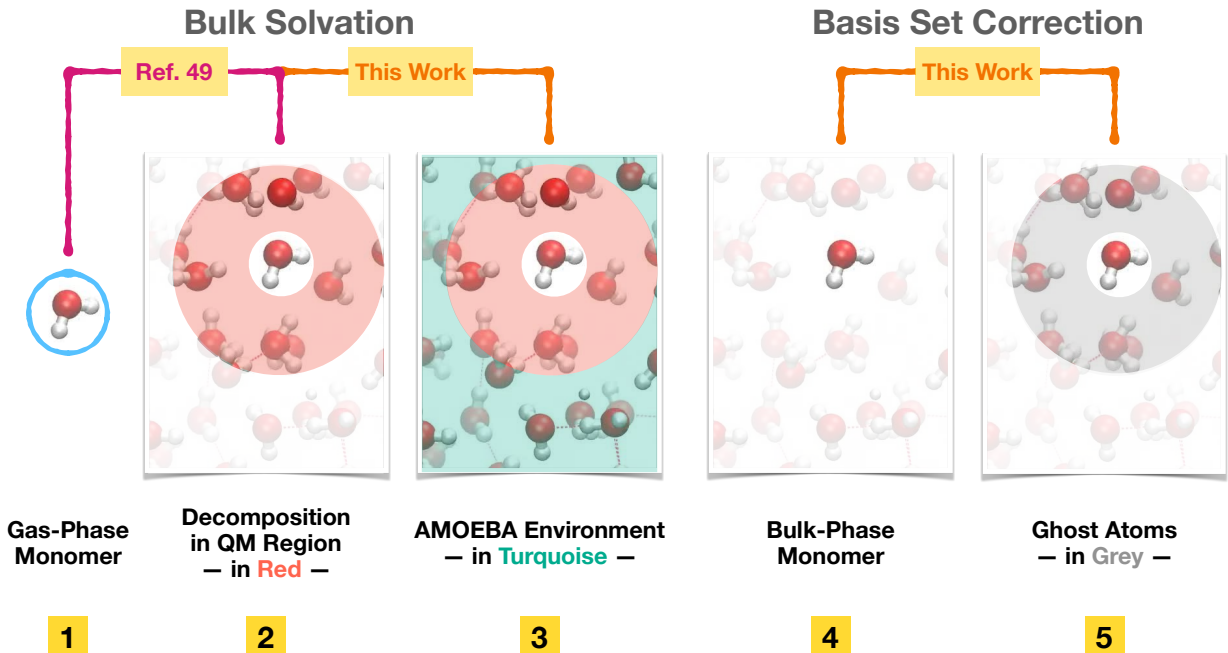 Bulk Solvation
Basis Set Correction
Ref. 49
This Work
This Work
Gas-Phase
Monomer
Decomposition
in QM Region
— in Red —
AMOEBA Environment
— in Turquoise —
Bulk-Phase
Monomer
Ghost Atoms
— in Grey —
1
2
3
4
5